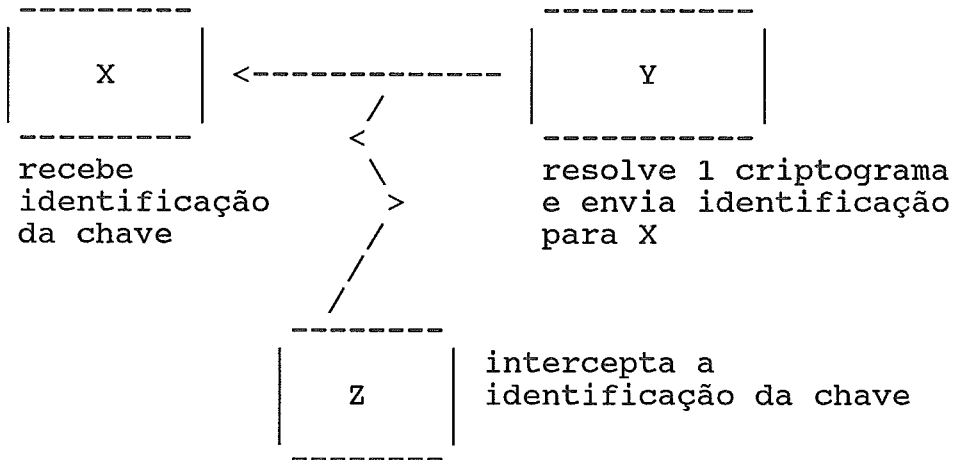 X
Y
recebe
identificação
da chave
resolve 1 criptograma
e envia identificação
para X
Z
intercepta a
identificação da chave